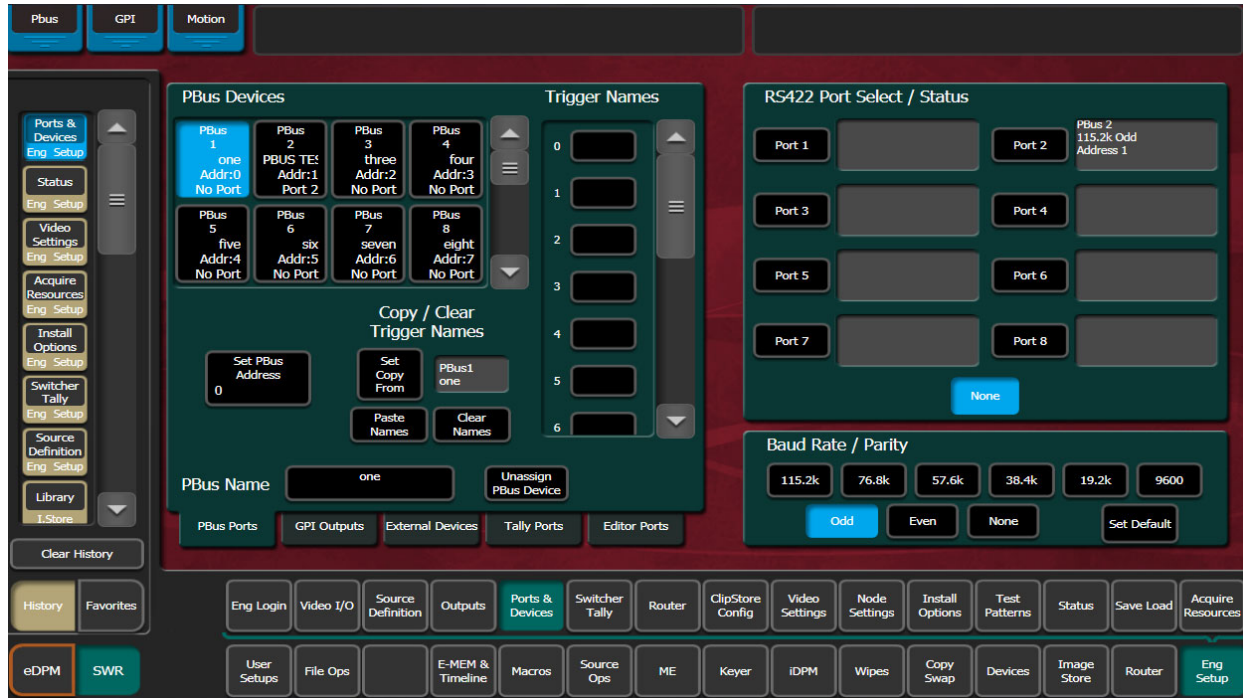 Pbus
GPI
Motion
Ports &
Devices
Eng Setup
Status
Eng Setup
Video
Settings
Eng Setup
Acquire
Resources
Eng Setup
Install
Options
Eng Setup
Switcher
Tally
Eng Setup
Source
Definition
Eng Setup
Library
I.Store
Clear History
History
Favorites
eDPM
SWR
PBus Devices
PBus
1
one
Addr:0
No Port
PBus
2
PBUS TES
Addr:1
Port 2
PBus
3
three
Addr:2
No Port
PBus
4
four
Addr:3
No Port
PBus
5
five
Addr:4
No Port
PBus
6
six
Addr:5
No Port
PBus
7
seven
Addr:6
No Port
PBus
8
eight
Addr:7
No Port
Set PBus
Address
0
Copy / Clear
Trigger Names
Set
Copy
From
PBus1
one
Paste
Names
Clear
Names
PBus Name
one
Unassign
PBus Device
Trigger Names
0
1
2
3
4
5
6
PBus Ports
GPI Outputs
External Devices
Tally Ports
Editor Ports
RS422 Port Select / Status
Port 1
Port 2
PBus 2
115.2k Odd
Address 1
Port 3
Port 4
Port 5
Port 6
Port 7
Port 8
None
Baud Rate / Parity
115.2k
76.8k
57.6k
38.4k
19.2k
9600
Odd
Even
None
Set Default
Eng Login
Video I/O
Source
Definition
Outputs
Ports &
Devices
Switcher
Tally
Router
ClipStore
Config
Video
Settings
Node
Settings
Install
Options
Test
Patterns
Status
Save Load
Acquire
Resources
User
Setups
File Ops
E-MEM &
Timeline
Macros
Source
Ops
ME
Keyer
iDPM
Wipes
Copy
Swap
Devices
Image
Store
Router
Eng
Setup